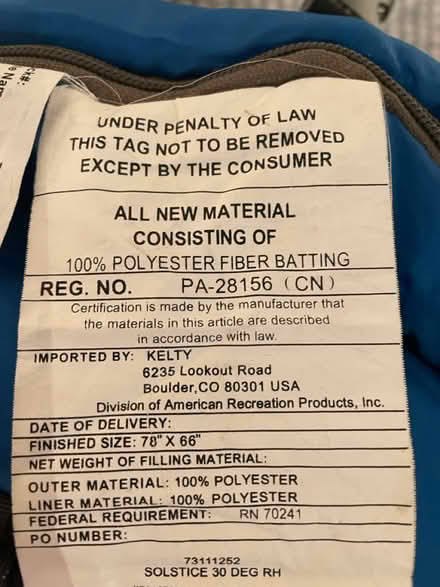 UNDER PENALTY OF LAW
THIS TAG NOT TO BE REMOVED
EXCEPT BY THE CONSUMER
ALL NEW MATERIAL
CONSISTING OF
100% POLYESTER FIBER BATTING
REG. NO. PA-28156 (CN)
Certification is made by the manufacturer that
the materials in this article are described
in accordance with law.
IMPORTED BY: KELTY
6235 Lookout Road
Boulder,CO 80301 USA
Division of American Recreation Products, Inc.
DATE OF DELIVERY:
FINISHED SIZE: 78" X 66"
NET WEIGHT OF FILLING MATERIAL:
OUTER MATERIAL: 100% POLYESTER
LINER MATERIAL: 100% POLYESTER
FEDERAL REQUIREMENT: RN 70241
PO NUMBER:
73111252
SOLSTICE 30 DEG RH